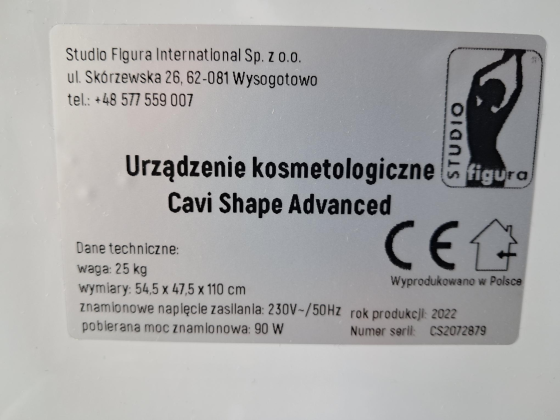 Studio Figura International Sp. z o.o.
ul. Skórzewska 26, 62-081 Wysogotowo
tel.: +48 577 559 007
STUDIO
figura
®
Urządzenie kosmetologiczne
Cavi Shape Advanced
CE
Wyprodukowano w Polsce
Dane techniczne:
waga: 25 kg
wymiary: 54,5 x 47,5 x 110 cm
znamionowe napięcie zasilania: 230V~/50Hz
pobierana moc znamionowa: 90 W
rok produkcji: 2022
Numer serii: CS2072879